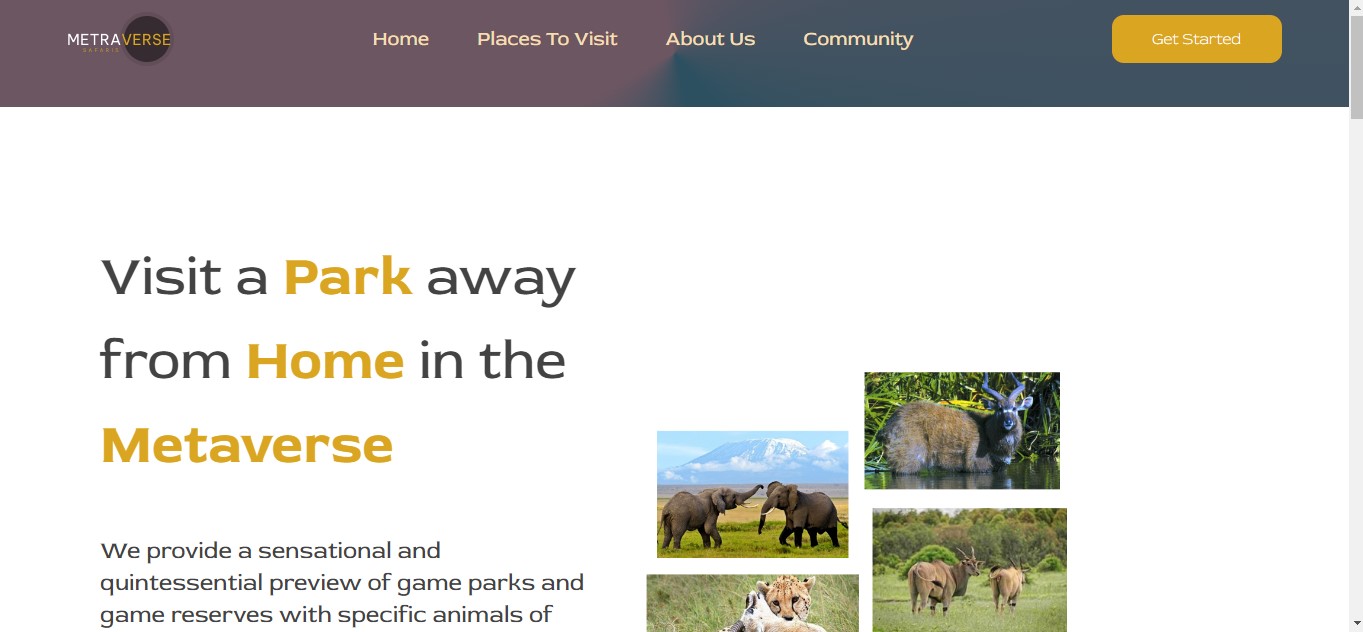 METRAVERSE
SAFARIS
Home
Places To Visit
About Us
Community
Get Started
Visit a Park away
from Home in the
Metaverse
We provide a sensational and
quintessential preview of game parks and
game reserves with specific animals of